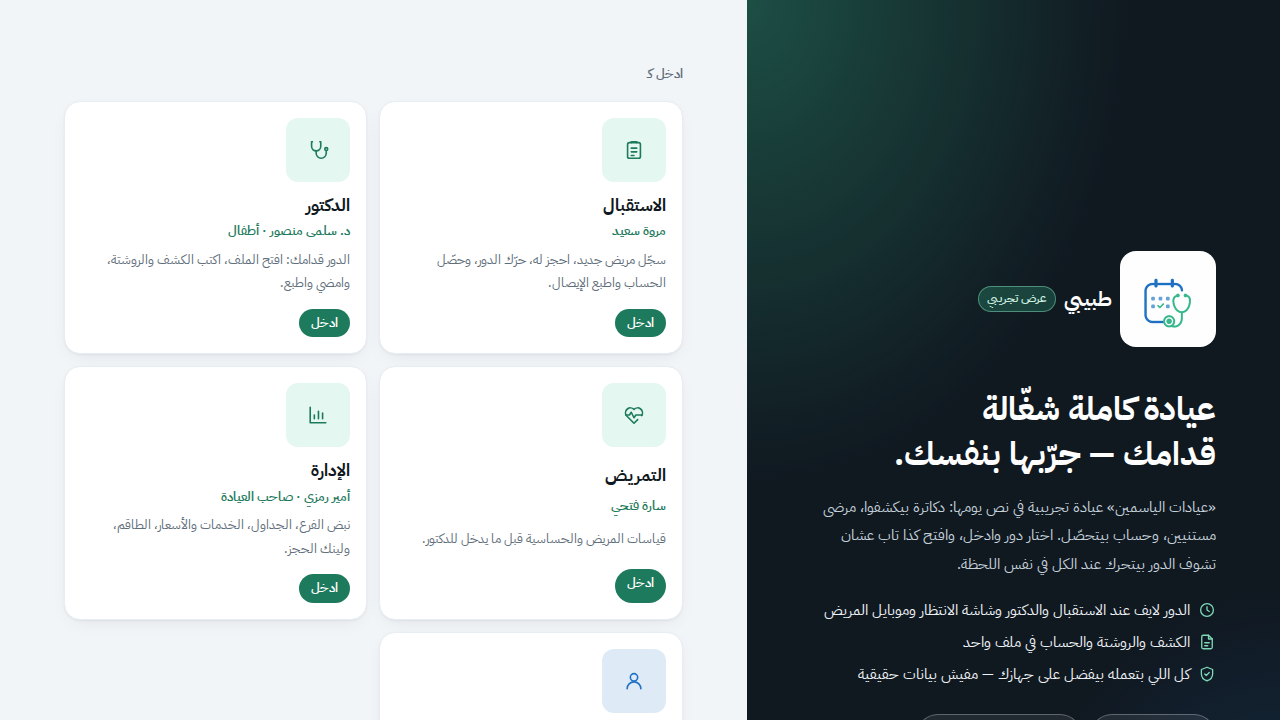 طبيبي
عرض تجريبي
عيادة كاملة شغّالة
قدامك — جرّبها بنفسك.
«عيادات الياسمين» عيادة تجريبية في نص يومها: دكاترة بيكشفوا، مرضى
مستنيين، وحساب بيتحصّل. اختار دور وادخل، وافتح كذا تاب عشان
تشوف الدور بيتحرك عند الكل في نفس اللحظة.
الدور لايف عند الاستقبال والدكتور وشاشة الانتظار وموبايل المريض
الكشف والروشتة والحساب في ملف واحد
كل اللي بتعمله بيفضل على جهازك — مفيش بيانات حقيقية
ادخل كـ
الاستقبال
مروة سعيد
سجّل مريض جديد، احجز له، حرّك الدور، وحصّل
الحساب واطبع الإيصال.
ادخل
الدكتور
د. سلمى منصور · أطفال
الدور قدامك: افتح الملف، اكتب الكشف والروشتة،
وامضي واطبع.
ادخل
التمريض
سارة فتحي
قياسات المريض والحساسية قبل ما يدخل للدكتور.
ادخل
الإدارة
أمير رمزي · صاحب العيادة
نبض الفرع، الجداول، الخدمات والأسعار، الطاقم،
ولينك الحجز.
ادخل